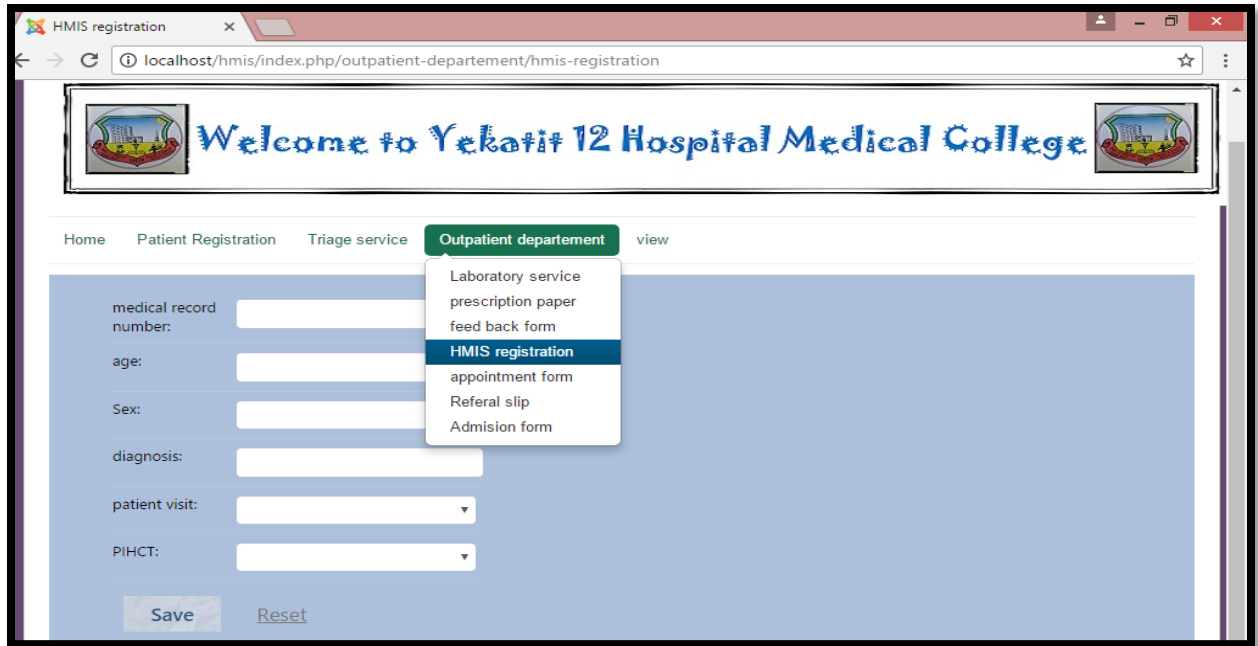 HMIS registration
localhost/hmis/index.php/outpatient-departement/hmis-registration
Welcome to Yekatit 12 Hospital Medical College
Home Patient Registration Triage service Outpatient departement view
Laboratory service
prescription paper
feed back form
HMIS registration
appointment form
Referal slip
Admision form
medical record
number:
age:
Sex:
diagnosis:
patient visit:
PIHCT:
Save Reset